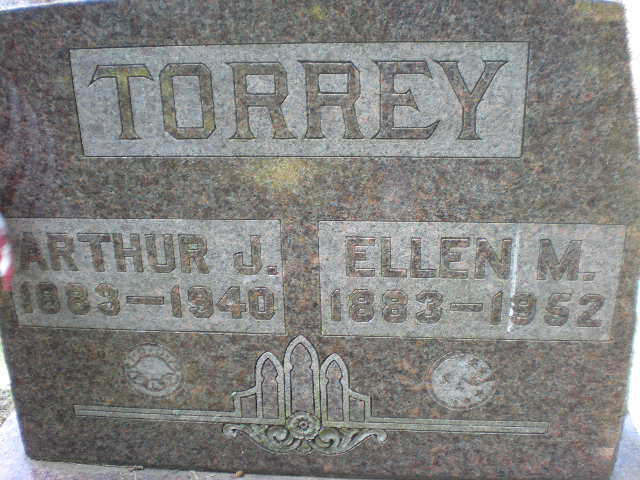 TORREY
ARTHUR J.
1883–1940
ELLEN M.
1883–1952